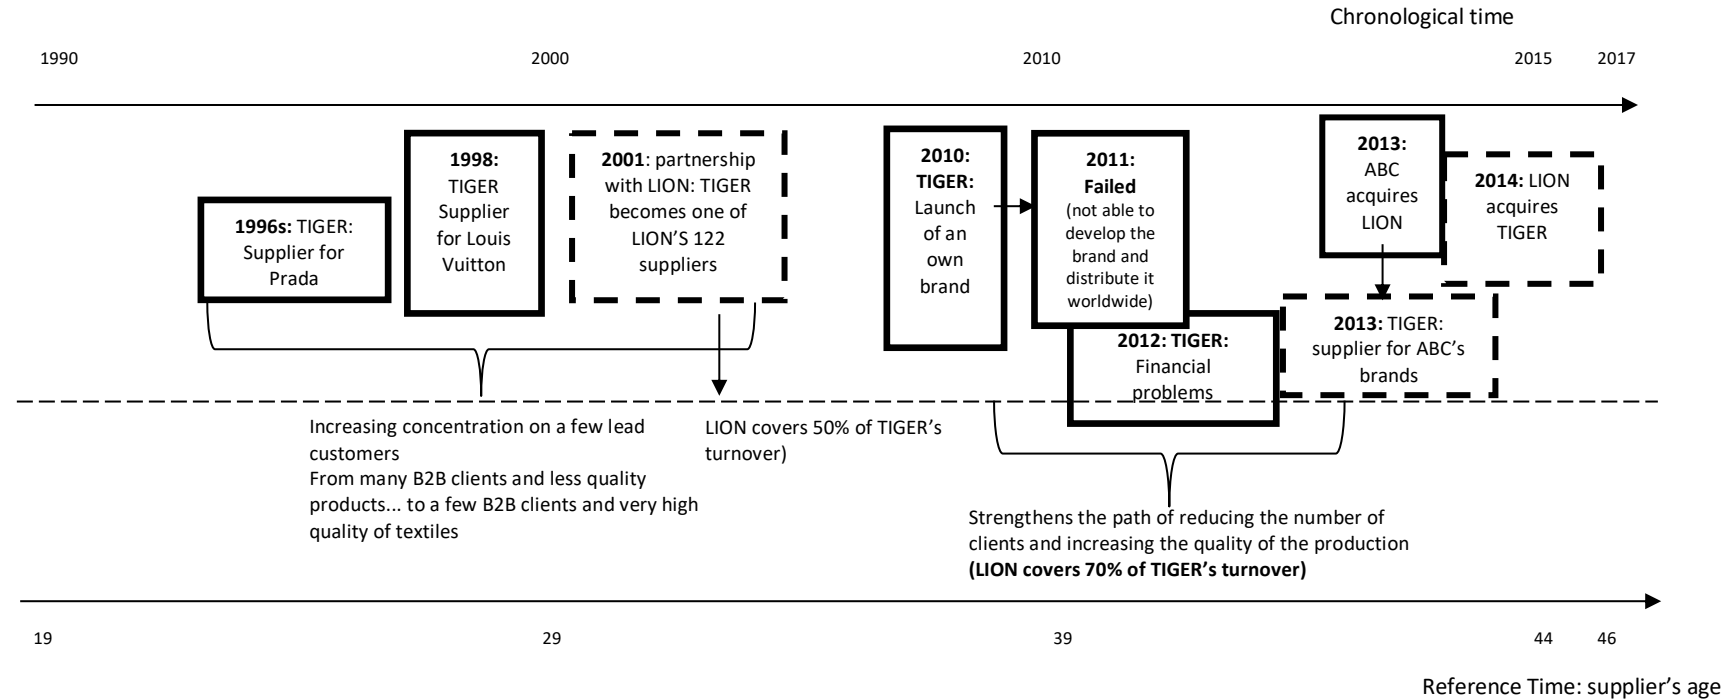 Chronological time
1990
2000
2010
2015
2017
1996s: TIGER:
Supplier for
Prada
1998:
TIGER
Supplier
for Louis
Vuitton
2001: partnership
with LION: TIGER
becomes one of
LION'S 122
suppliers
2010:
TIGER:
Launch
of an
own
brand
2011:
Failed
(not able to
develop the
brand and
distribute it
worldwide)
2012: TIGER:
Financial
problems
2013:
ABC
acquires
LION
2014: LION
acquires
TIGER
2013: TIGER:
supplier for ABC's
brands
Increasing concentration on a few lead
customers
From many B2B clients and less quality
products... to a few B2B clients and very high
quality of textiles
LION covers 50% of TIGER's
turnover)
Strengthens the path of reducing the number of
clients and increasing the quality of the production
(LION covers 70% of TIGER's turnover)
19
29
39
44
46
Reference Time: supplier's age